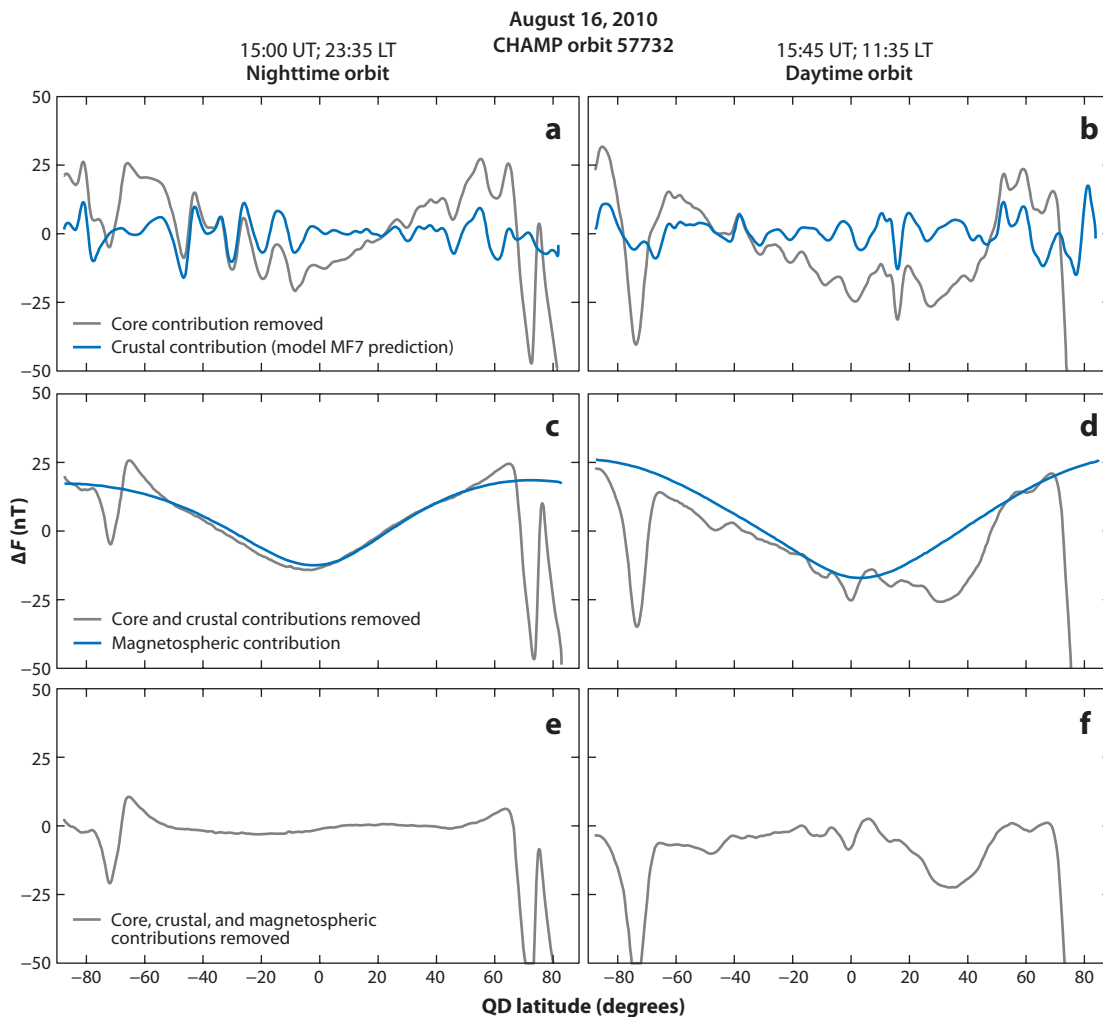 August 16, 2010
CHAMP orbit 57732
15:00 UT; 23:35 LT
Nighttime orbit
15:45 UT; 11:35 LT
Daytime orbit
50
25
0
−25
−50
a
Core contribution removed
Crustal contribution (model MF7 prediction)
b
50
25
0
−25
−50
c
Core and crustal contributions removed
Magnetospheric contribution
d
ΔF (nT)
50
25
0
−25
−50
e
Core, crustal, and magnetospheric
contributions removed
f
−80 −60 −40 −20 0 20 40 60 80
−80 −60 −40 −20 0 20 40 60 80
QD latitude (degrees)